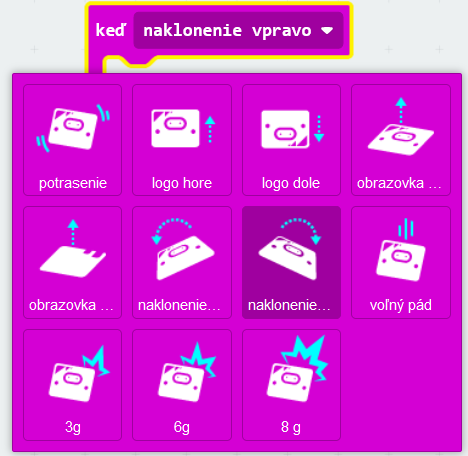 keď naklonenie vpravo
potrasenie
logo hore
logo dole
obrazovka ...
obrazovka ...
naklonenie...
naklonenie...
voľný pád
3g
6g
8 g